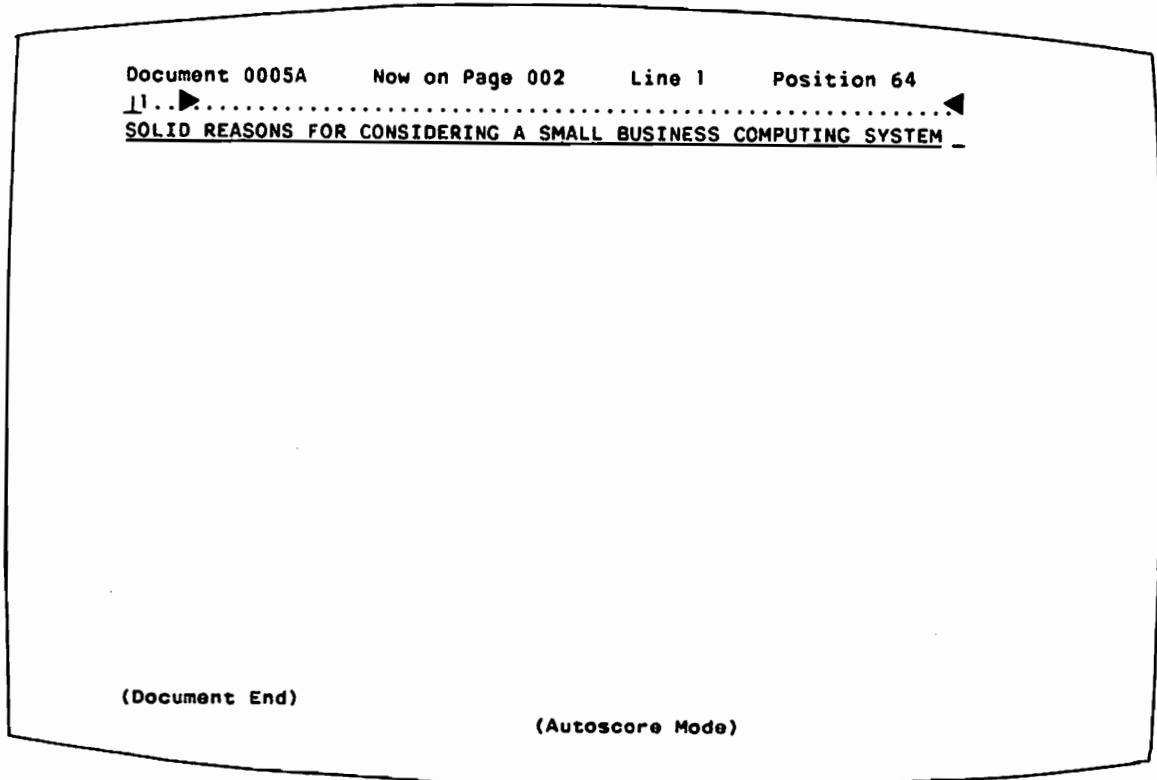 Document 0005A Now on Page 002 Line 1 Position 64
⊥1..►..............................................................◄
SOLID REASONS FOR CONSIDERING A SMALL BUSINESS COMPUTING SYSTEM _
(Document End)
(Autoscore Mode)